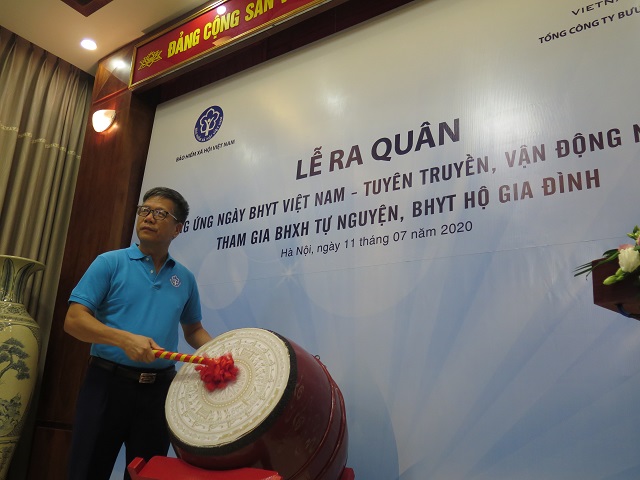 ĐẢNG CỘNG SẢN
VIETN
TỔNG CÔNG TY BƯU
BẢO HIỂM XÃ HỘI VIỆT NAM
LỄ RA QUÂN
NG ỨNG NGÀY BHYT VIỆT NAM - TUYÊN TRUYỀN, VẬN ĐỘNG N
THAM GIA BHXH TỰ NGUYỆN, BHYT HỘ GIA ĐÌNH
Hà Nội, ngày 11 tháng 07 năm 2020